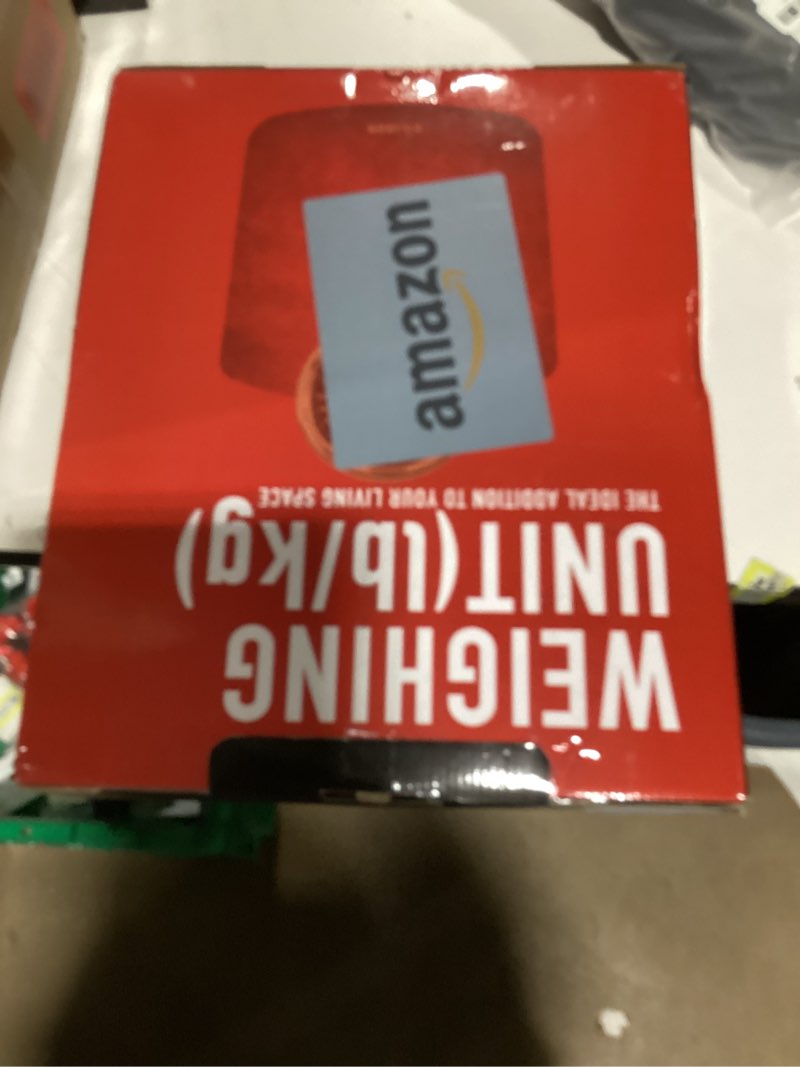 WEIGHING
UNIT(lb/kg)
THE IDEAL ADDITION TO YOUR LIVING SPACE
amazon